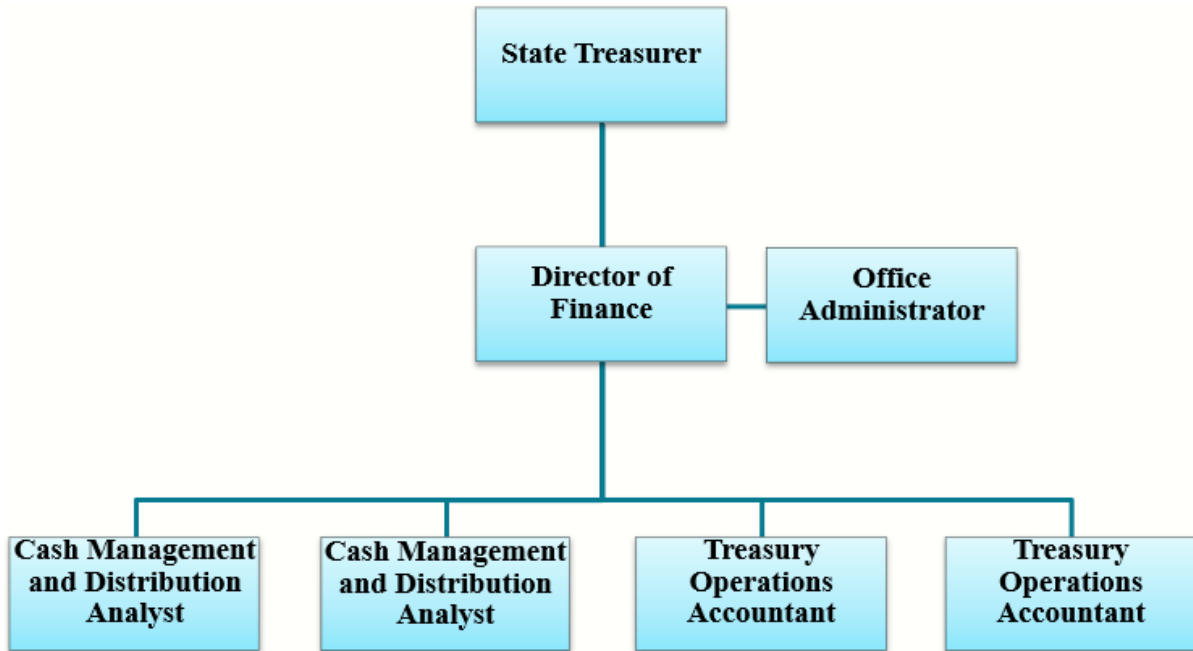 State Treasurer
Director of
Finance
Office
Administrator
Cash Management
and Distribution
Analyst
Cash Management
and Distribution
Analyst
Treasury
Operations
Accountant
Treasury
Operations
Accountant